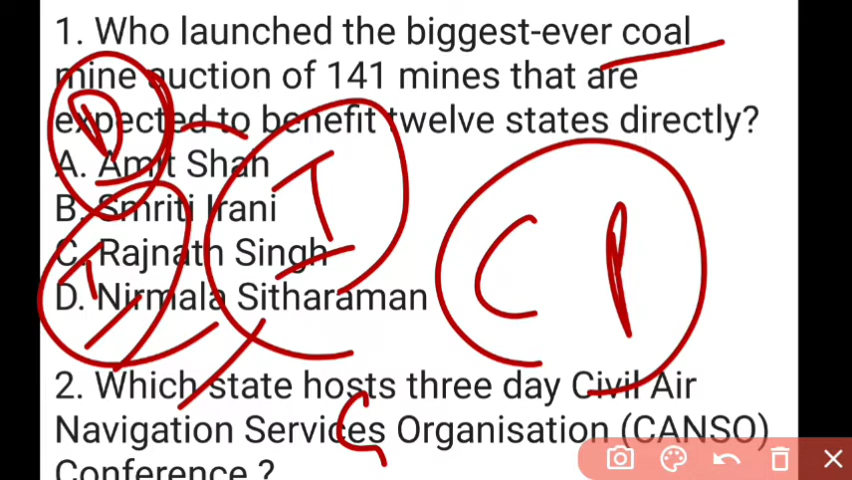 1. Who launched the biggest-ever coal
mine auction of 141 mines that are
expected to benefit twelve states directly?
A. Amit Shah
B. Smriti Irani
C. Rajnath Singh
D. Nirmala Sitharaman
2. Which state hosts three day Civil Air
Navigation Services Organisation (CANSO)
Conference ?